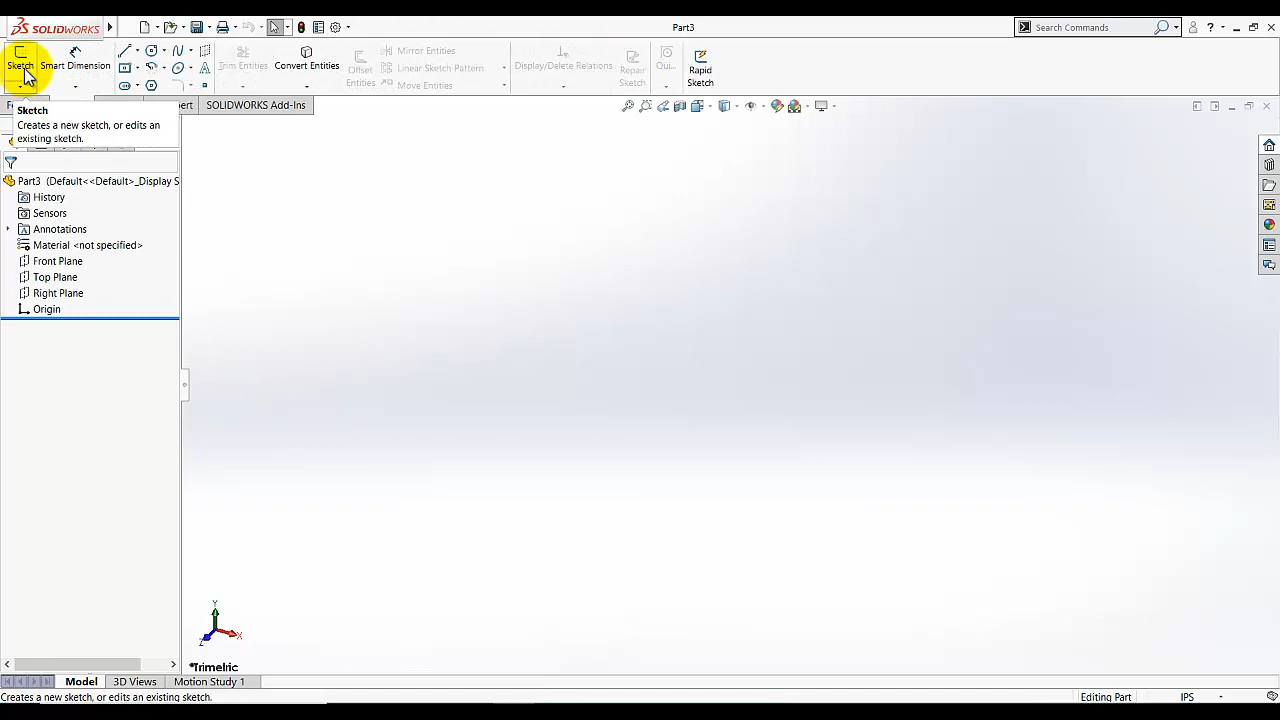 SOLIDWORKS
Part3
Search Commands
?
Sketch
Smart Dimension
Trim Entities
Convert Entities
Offset
Entities
Mirror Entities
Linear Sketch Pattern
Move Entities
Display/Delete Relations
Repair
Sketch
Qui...
Rapid
Sketch
SOLIDWORKS Add-Ins
Sketch
Creates a new sketch, or edits an
existing sketch.
Part3 (Default<<Default>_Display S
History
Sensors
Annotations
Material <not specified>
Front Plane
Top Plane
Right Plane
Origin
Y
X
Z
*Trimetric
Model
3D Views
Motion Study 1
Creates a new sketch, or edits an existing sketch.
Editing Part
IPS